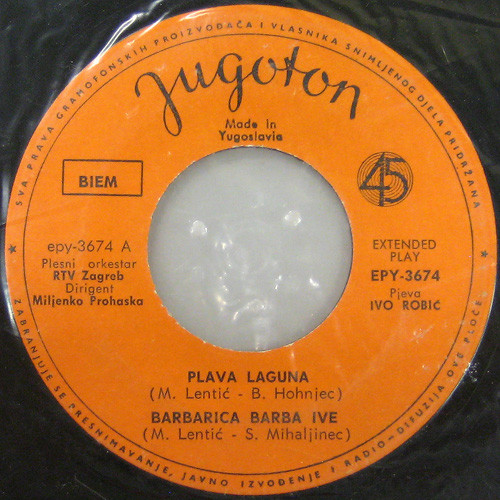 ★ SVA PRAVA GRAMOFONSKIH PROIZVOĐAČA I VLASNIKA SNIMLJENOG DJELA PRIDRŽANA ★
Jugoton
Made in
Yugoslavia
BIEM
45
epy-3674 A
Plesni orkestar
RTV Zagreb
Dirigent
Miljenko Prohaska
EXTENDED
PLAY
EPY-3674
Pjeva
IVO ROBIĆ
PLAVA LAGUNA
(M. Lentić - B. Hohnjec)
BARBARICA BARBA IVE
(M. Lentić - S. Mihaljinec)
ZABRANJUJE SE PRESNIMAVANJE, JAVNO IZVOĐENJE I RADIO-DIFUZIJA OVE PLOČE